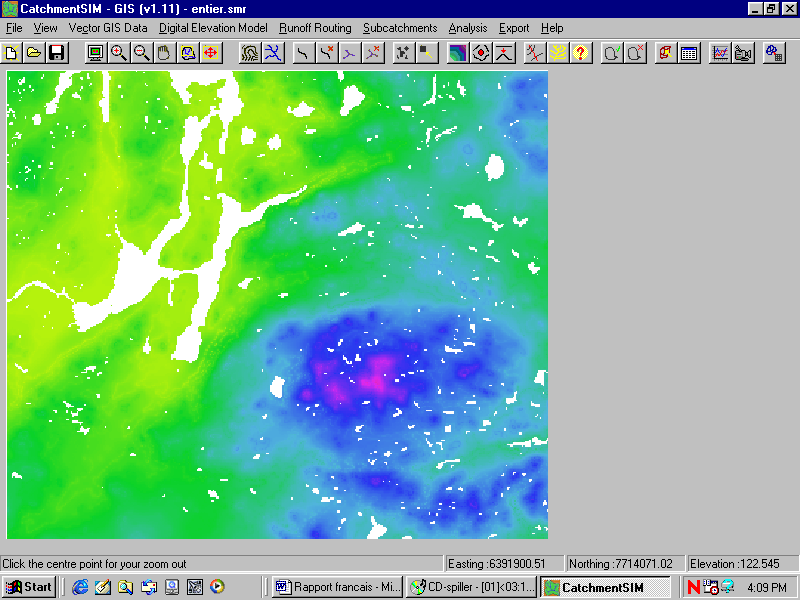 CatchmentSIM - GIS (v1.11) - entier.smr
File View Vector GIS Data Digital Elevation Model Runoff Routing Subcatchments Analysis Export Help
Click the centre point for your zoom out Easting :6391900.51 Northing :7714071.02 Elevation :122.545
Start Rapport francais - Mi... CD-spiller - [01]<03:1... CatchmentSIM N 4:09 PM